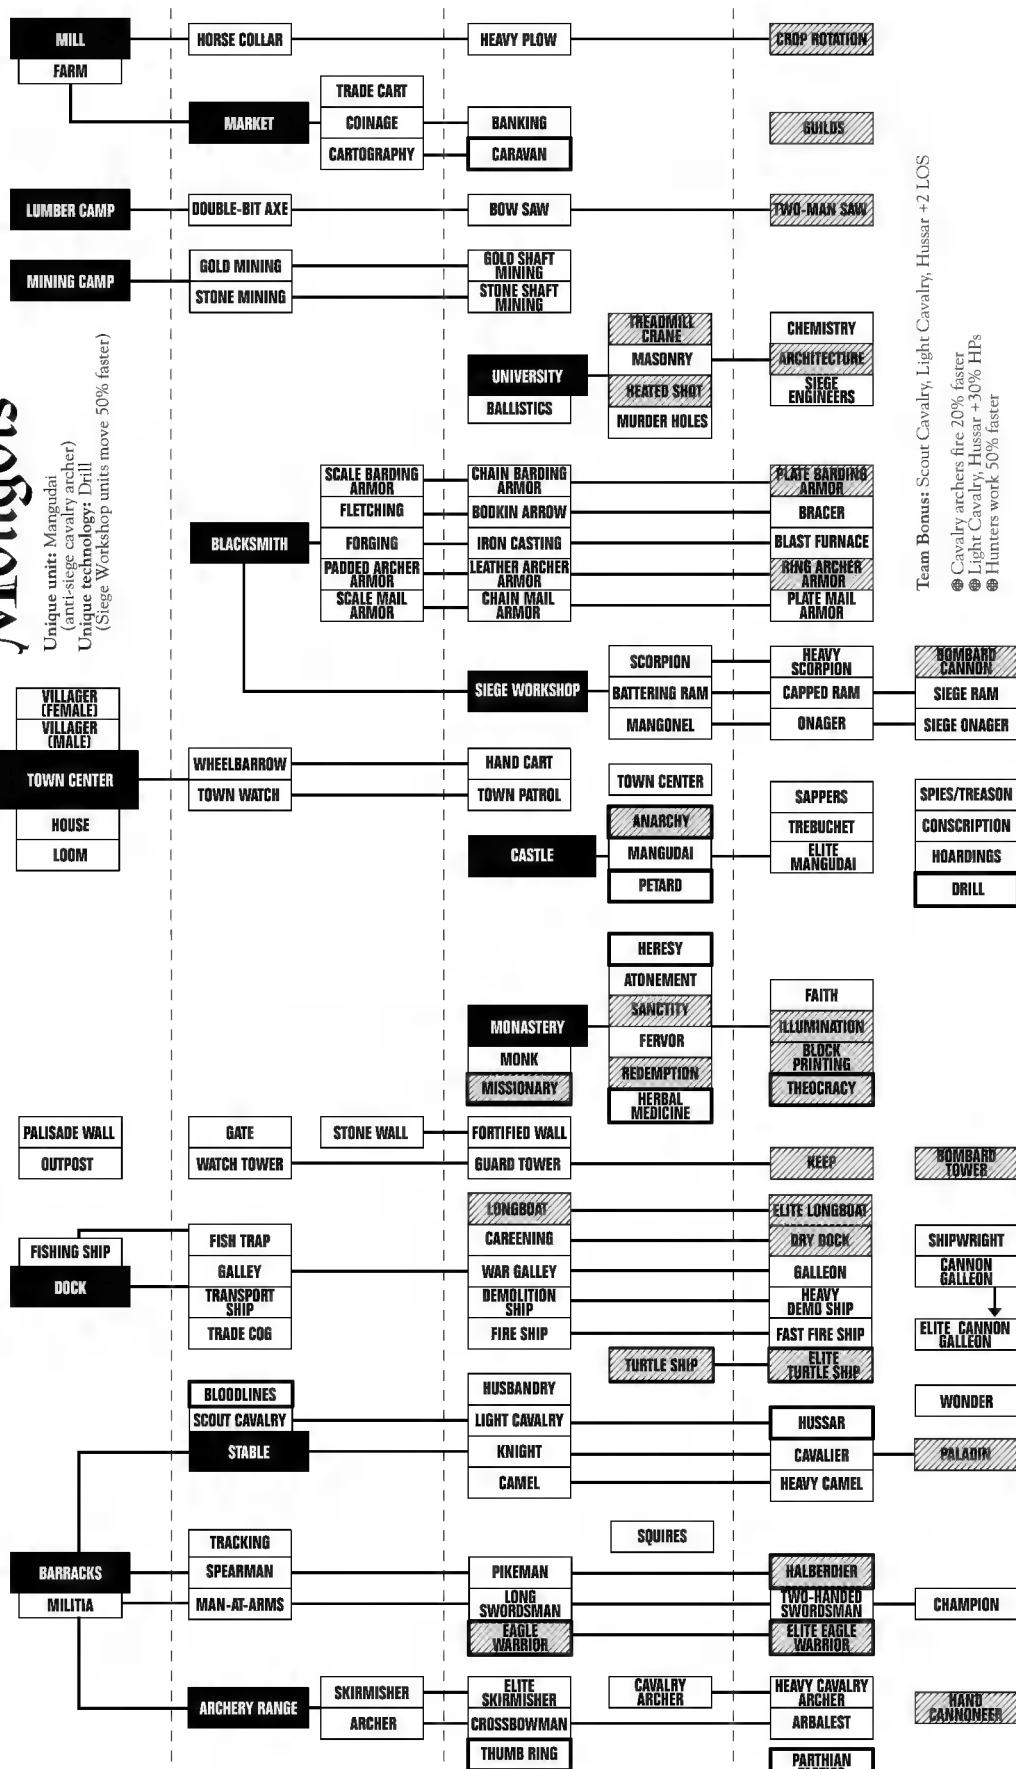 MILL
HORSE COLLAR
HEAVY PLOW
CROP ROTATION
FARM
TRADE CART
MARKET
COINAGE
BANKING
GUILDS
CARTOGRAPHY
CARAVAN
LUMBER CAMP
DOUBLE-BIT AXE
BOW SAW
TWO-MAN SAW
MINING CAMP
GOLD MINING
GOLD SHAFT
MINING
STONE MINING
STONE SHAFT
MINING
UNIVERSITY
BALLISTICS
TREADMILL
CRANE
MASONRY
HEATED SHOT
MURDER HOLES
CHEMISTRY
ARCHITECTURE
SIEGE
ENGINEERS
Mongols
Unique unit: Mangudai
(anti-siege cavalry archer)
Unique technology: Drill
(Siege Workshop units move 50% faster)
Team Bonus: Scout Cavalry, Light Cavalry, Hussar +2 LOS
Cavalry archers fire 20% faster
Light Cavalry, Hussar +30% HPs
Hunters work 50% faster
BLACKSMITH
SCALE BARDING
ARMOR
CHAIN BARDING
ARMOR
PLATE BARDING
ARMOR
FLETCHING
BODKIN ARROW
BRACER
FORGING
IRON CASTING
BLAST FURNACE
PADDED ARCHER
ARMOR
LEATHER ARCHER
ARMOR
RING ARCHER
ARMOR
SCALE MAIL
ARMOR
CHAIN MAIL
ARMOR
PLATE MAIL
ARMOR
SIEGE WORKSHOP
SCORPION
HEAVY
SCORPION
BOMBARD
CANNON
BATTERING RAM
CAPPED RAM
SIEGE RAM
MANGONEL
ONAGER
SIEGE ONAGER
VILLAGER
(FEMALE)
VILLAGER
(MALE)
TOWN CENTER
HOUSE
LOOM
WHEELBARROW
HAND CART
TOWN WATCH
TOWN PATROL
TOWN CENTER
CASTLE
ANARCHY
MANGUDAI
PETARD
SAPPERS
TREBUCHET
ELITE
MANGUDAI
SPIES/TREASON
CONSCRIPTION
HOARDINGS
DRILL
MONASTERY
MONK
MISSIONARY
HERESY
ATONEMENT
SANCTITY
FERVOR
REDEMPTION
HERBAL
MEDICINE
FAITH
ILLUMINATION
BLOCK
PRINTING
THEOCRACY
PALISADE WALL
GATE
STONE WALL
FORTIFIED WALL
OUTPOST
WATCH TOWER
GUARD TOWER
KEEP
BOMBARD
TOWER
LONGBOAT
ELITE LONGBOAT
FISHING SHIP
DOCK
FISH TRAP
CAREENING
DRY DOCK
SHIPWRIGHT
GALLEY
WAR GALLEY
GALLEON
CANNON
GALLEON
TRANSPORT
SHIP
DEMOLITION
SHIP
HEAVY
DEMO SHIP
TRADE COG
FIRE SHIP
FAST FIRE SHIP
ELITE CANNON
GALLEON
TURTLE SHIP
ELITE
TURTLE SHIP
BLOODLINES
HUSBANDRY
WONDER
SCOUT CAVALRY
LIGHT CAVALRY
HUSSAR
STABLE
KNIGHT
CAVALIER
PALADIN
CAMEL
HEAVY CAMEL
SQUIRES
TRACKING
BARRACKS
SPEARMAN
PIKEMAN
HALBERDIER
MILITIA
MAN-AT-ARMS
LONG
SWORDSMAN
TWO-HANDED
SWORDSMAN
CHAMPION
EAGLE
WARRIOR
ELITE EAGLE
WARRIOR
ARCHERY RANGE
SKIRMISHER
ELITE
SKIRMISHER
CAVALRY
ARCHER
HEAVY CAVALRY
ARCHER
HAND
CANNONEER
ARCHER
CROSSBOWMAN
ARBALEST
THUMB RING
PARTHIAN